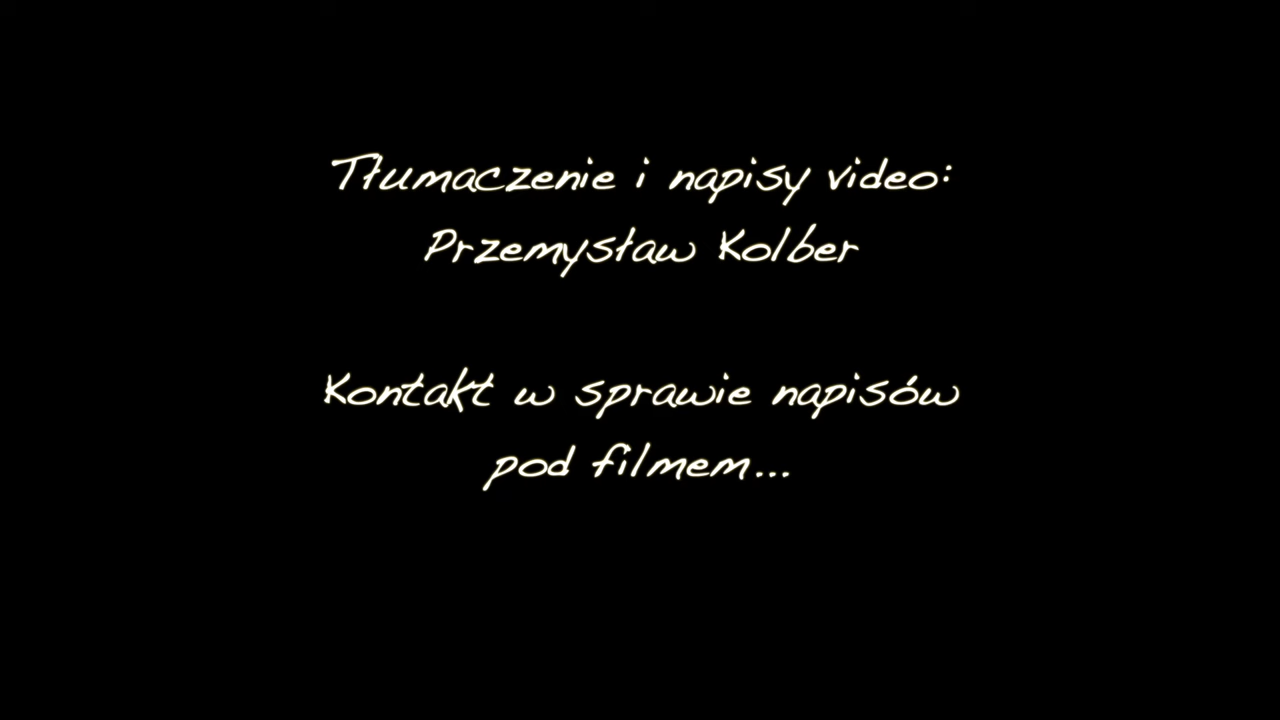 Tłumaczenie i napisy video:
Przemysław Kolber
Kontakt w sprawie napisów
pod filmem...